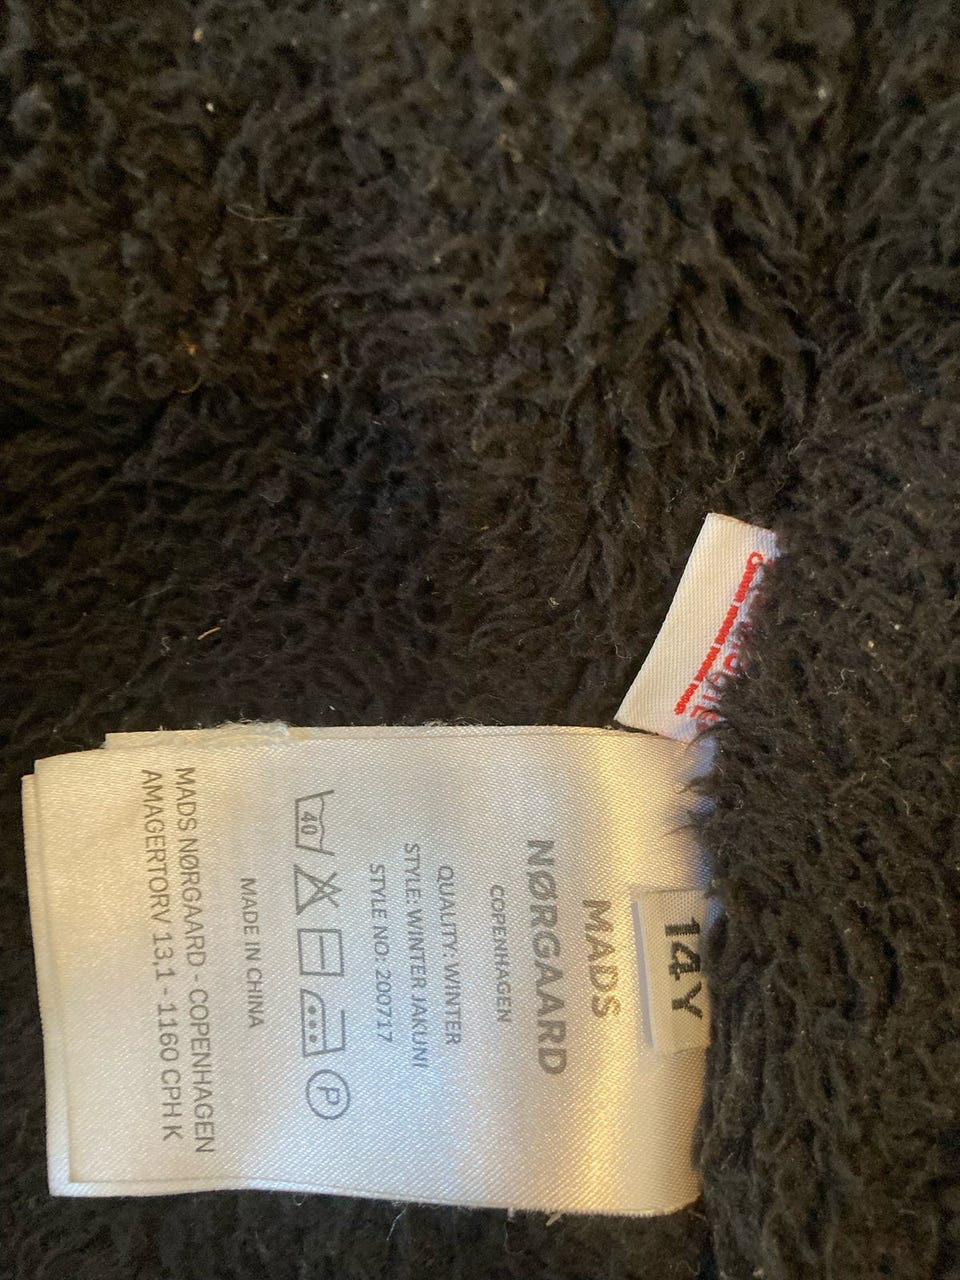 14Y
MADS
NØRGAARD
COPENHAGEN
QUALITY: WINTER
STYLE: WINTER JAKUNI
STYLE NO: 200717
40
P
MADE IN CHINA
MADS NØRGAARD - COPENHAGEN
AMAGERTORV 13,1 - 1160 CPH K